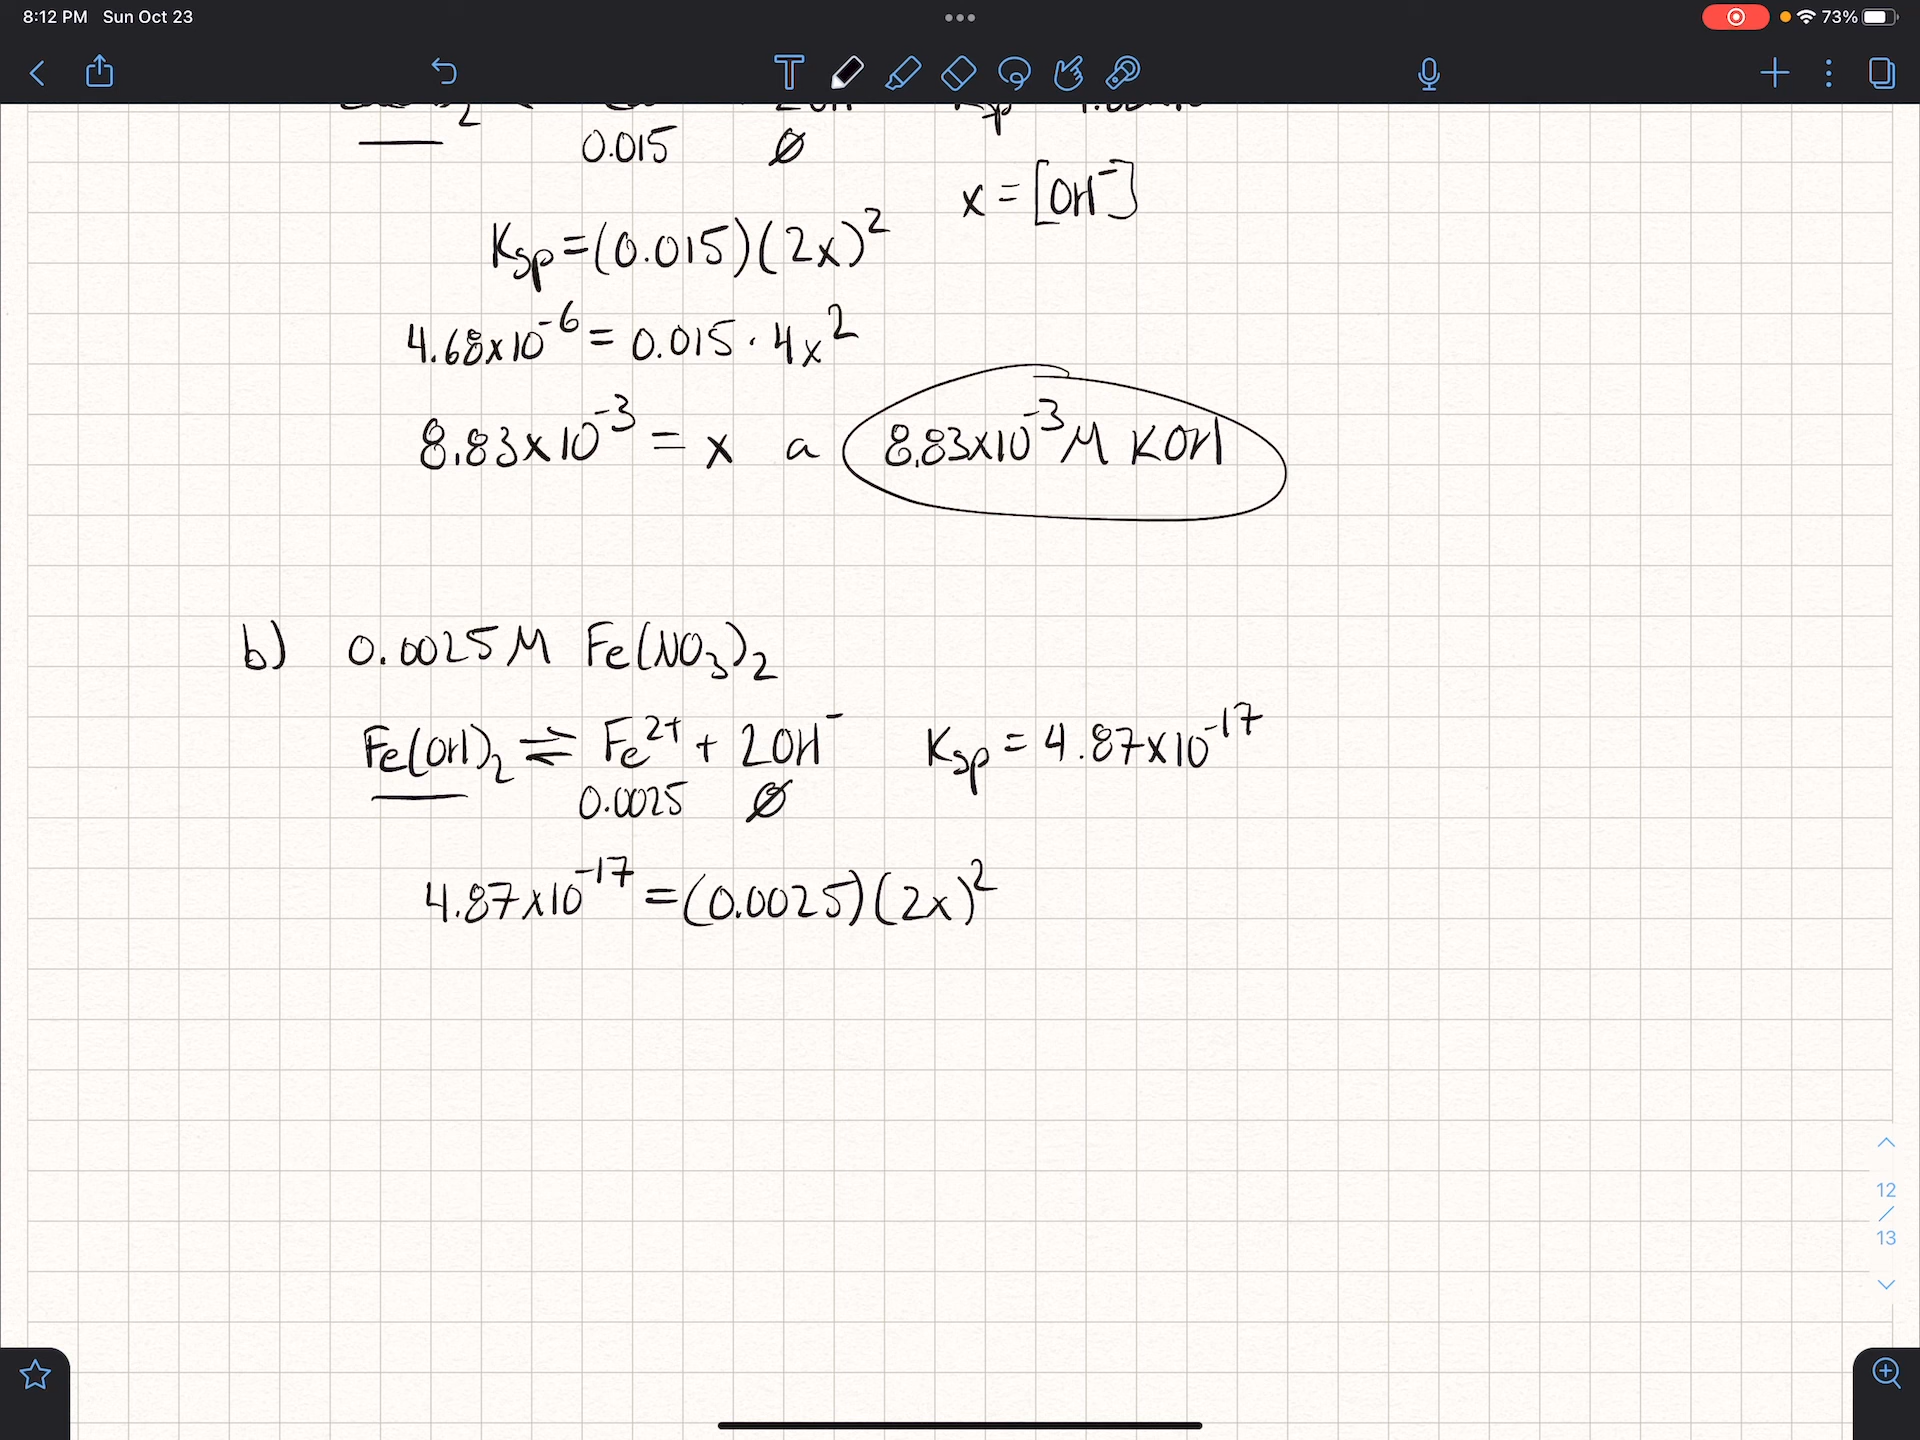 8:12 PM Sun Oct 23
73%
2
0.015 ∅
x = [OH⁻]
Ksp = (0.015)(2x)²
4.68x10⁻⁶ = 0.015 · 4x²
8.83x10⁻³ = x a 8.83x10⁻³ M KOH
b) 0.0025 M Fe(NO₃)₂
Fe(OH)₂ ⇌ Fe²⁺ + 2OH⁻ Ksp = 4.87x10⁻¹⁷
0.0025 ∅
4.87x10⁻¹⁷ = (0.0025)(2x)²
12
/
13